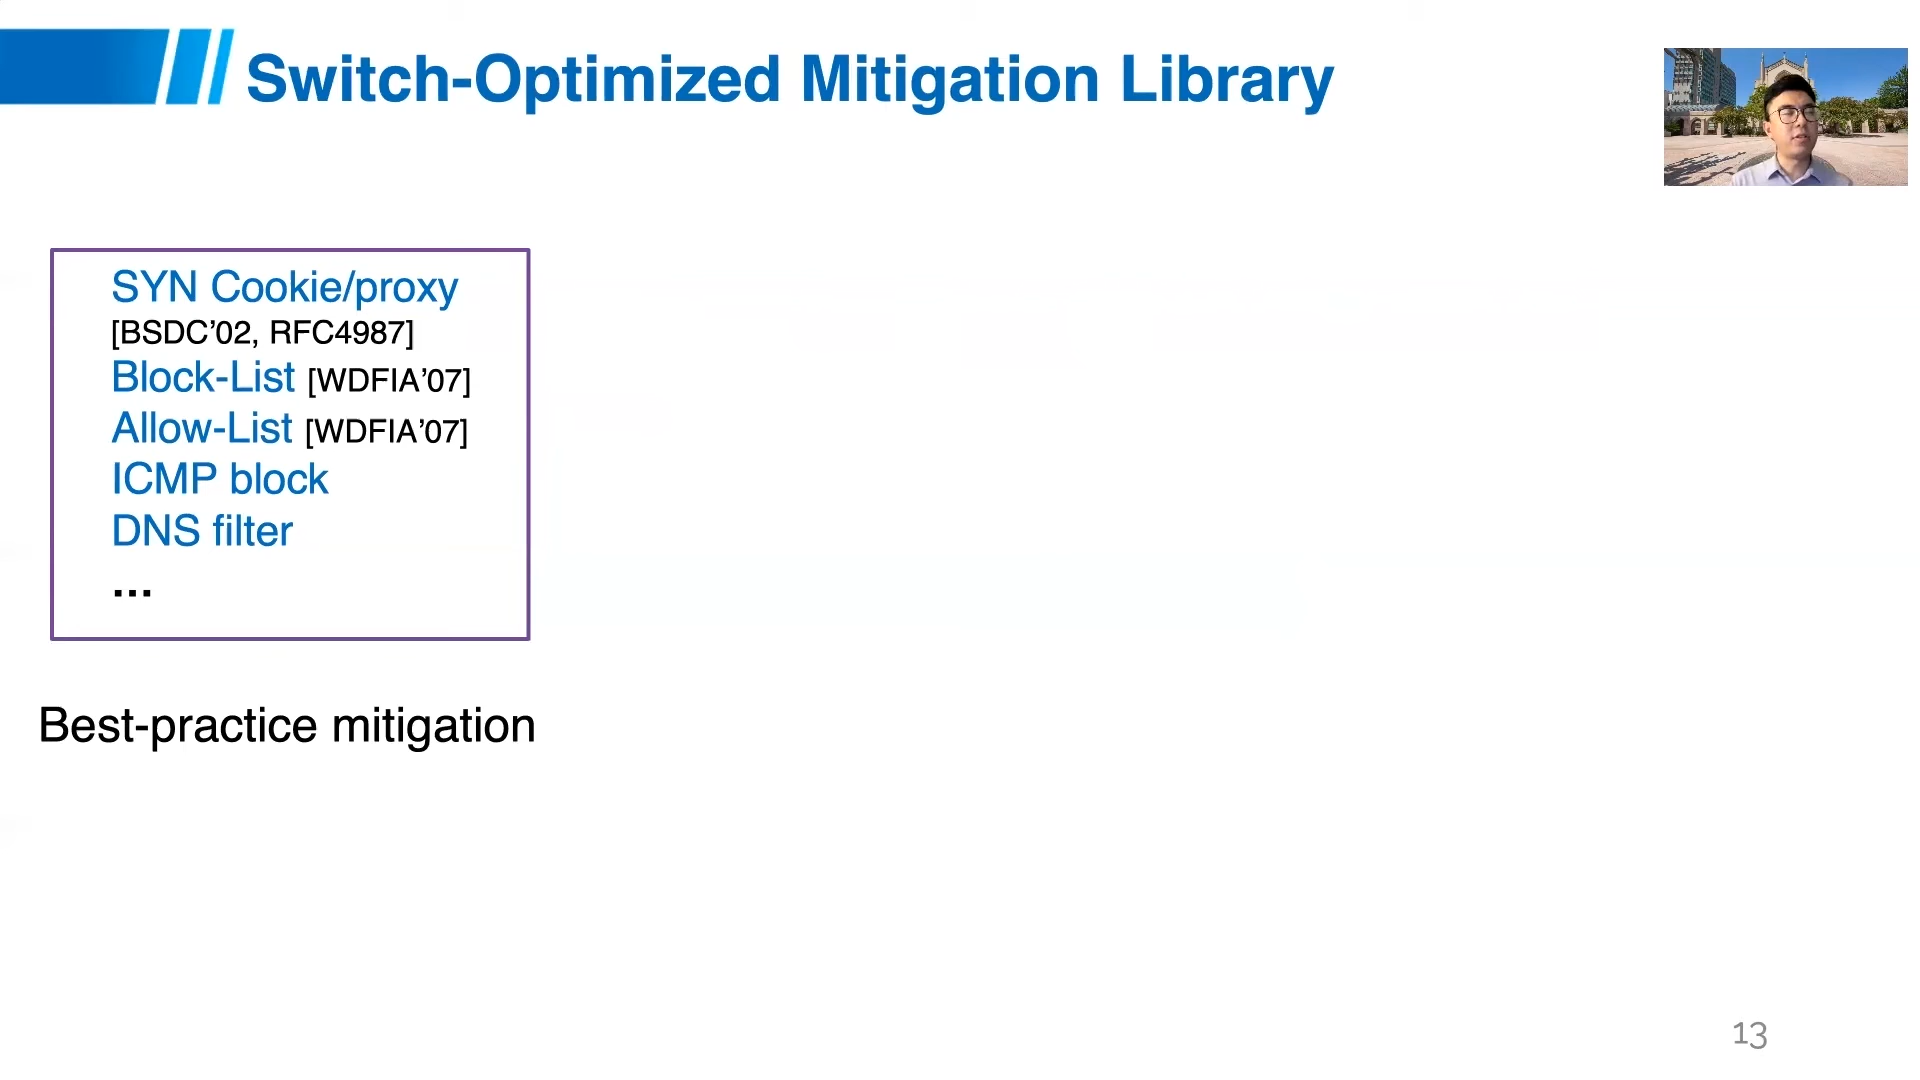 Switch-Optimized Mitigation Library
SYN Cookie/proxy
[BSDC’02, RFC4987]
Block-List [WDFIA’07]
Allow-List [WDFIA’07]
ICMP block
DNS filter
...
Best-practice mitigation
13